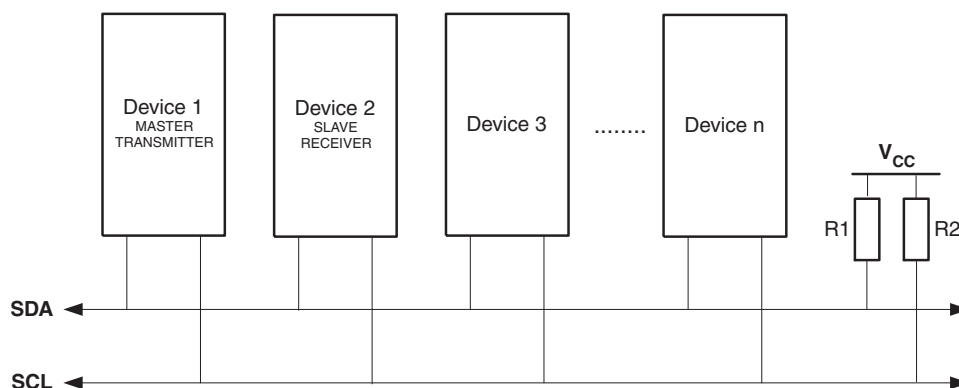 Device 1
MASTER
TRANSMITTER
Device 2
SLAVE
RECEIVER
Device 3
........
Device n
VCC
R1
R2
SDA
SCL